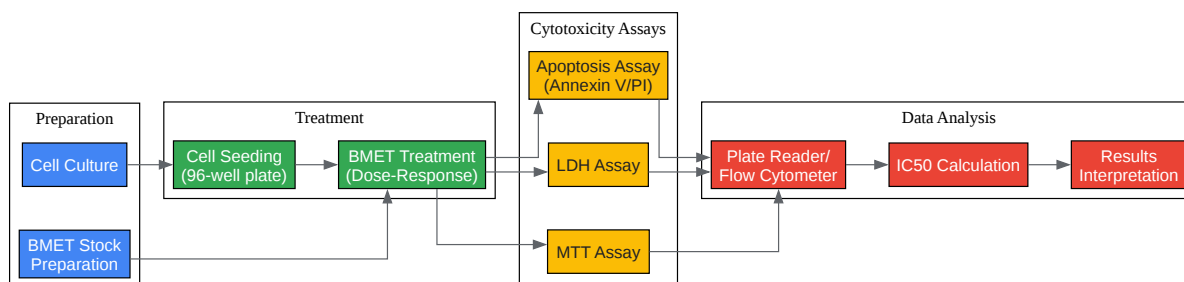 Preparation
Cell Culture
BMET Stock
Preparation
Treatment
Cell Seeding
(96-well plate)
BMET Treatment
(Dose-Response)
Cytotoxicity Assays
Apoptosis Assay
(Annexin V/PI)
LDH Assay
MTT Assay
Data Analysis
Plate Reader/
Flow Cytometer
IC50 Calculation
Results
Interpretation